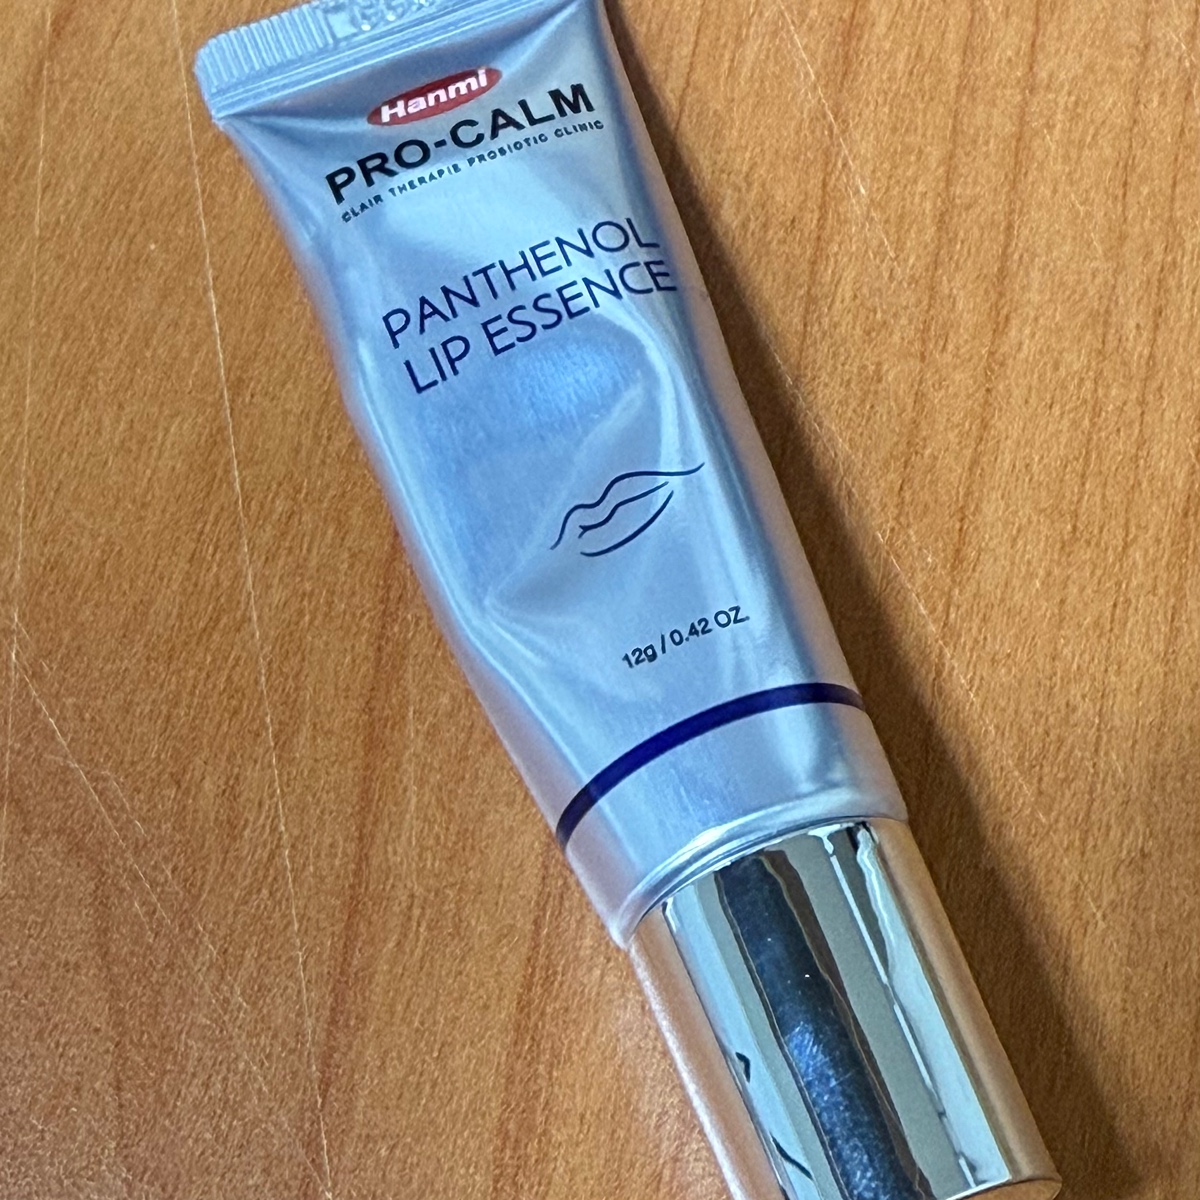 Hanmi
PRO-CALM
CLAIR THERAPIE PROBIOTIC CLINIC
PANTHENOL
LIP ESSENCE
12g / 0.42 OZ.